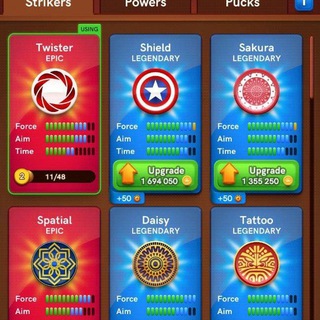 Strikers Powers Pucks
USING
Twister Shield Sakura
EPIC LEGENDARY LEGENDARY
Force Force Force
Aim Aim Aim
Time Time Time
2 11/48 Upgrade Upgrade
1 694 050 1 355 250
+50 +50
Spatial Daisy Tattoo
EPIC LEGENDARY LEGENDARY
Force Force Force
Aim Aim Aim